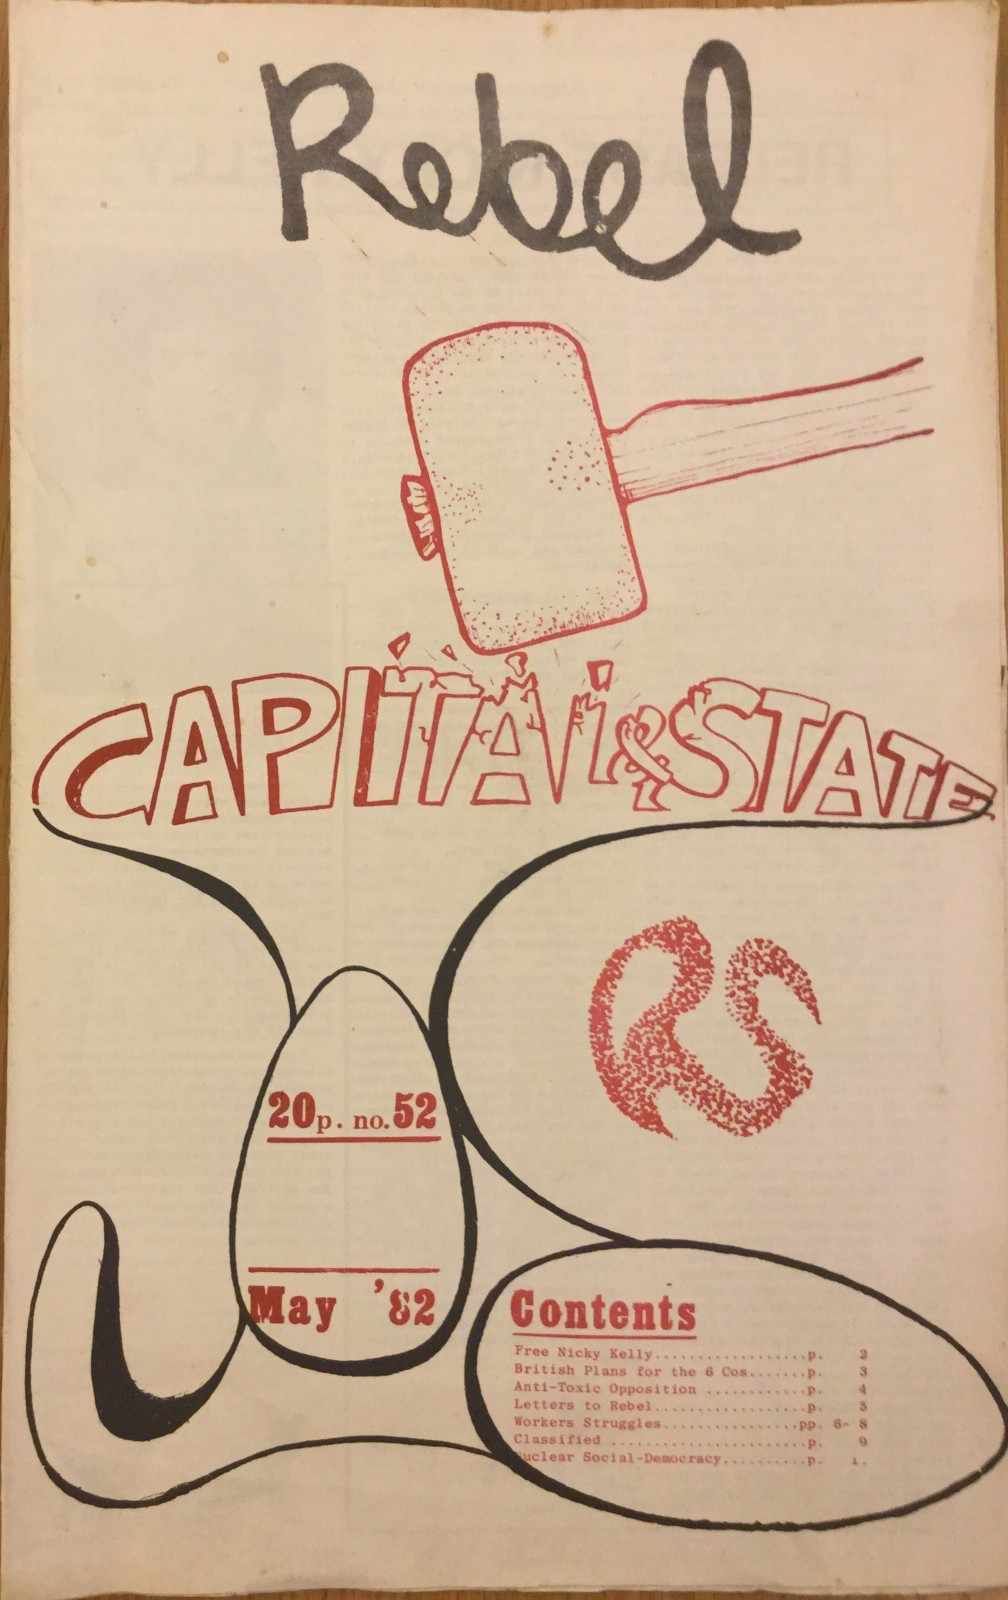 Rebel
CAPITAL & STATE
RS
20p. no. 52
May '82
Contents
Free Nicky Kelly...................p. 2
British Plans for the 6 Cos.......p. 3
Anti-Toxic Opposition ............p. 4
Letters to Rebel..................p. 5
Workers Struggles................pp. 6- 8
Classified .......................p. 9
Social-Democracy..........p.